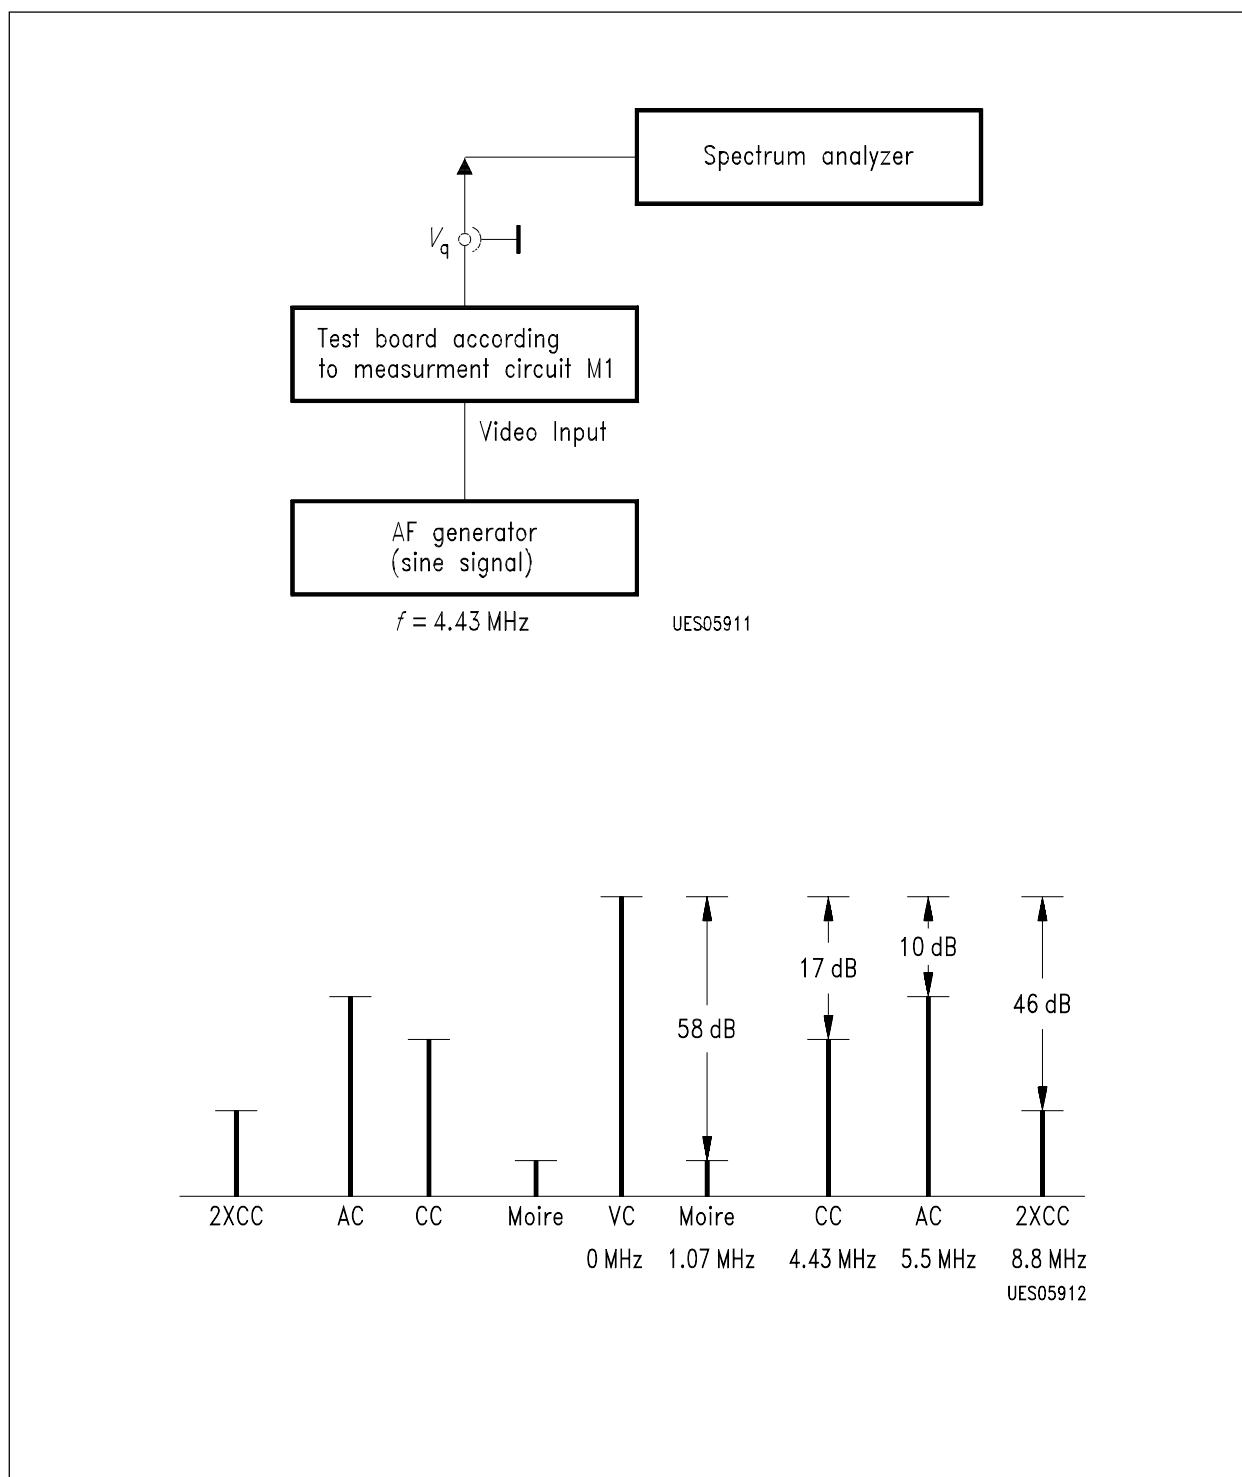 Spectrum analyzer
Vq
Test board according
to measurment circuit M1
Video Input
AF generator
(sine signal)
f = 4.43 MHz
UES05911
10 dB
17 dB
46 dB
58 dB
2XCC AC CC Moire VC Moire CC AC 2XCC
0 MHz 1.07 MHz 4.43 MHz 5.5 MHz 8.8 MHz
UES05912